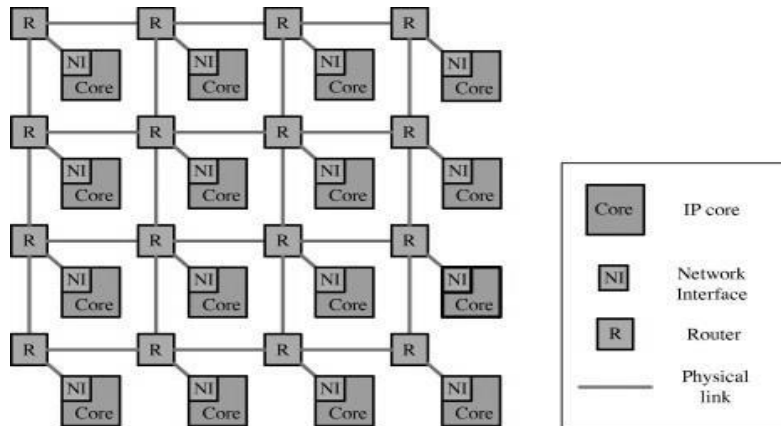 R R R R
NI NI NI NI
Core Core Core Core
R R R R
NI NI NI NI
Core Core Core Core
R R R R
NI NI NI NI
Core Core Core Core
R R R R
NI NI NI NI
Core Core Core Core
Core IP core
NI Network
Interface
R Router
Physical
link